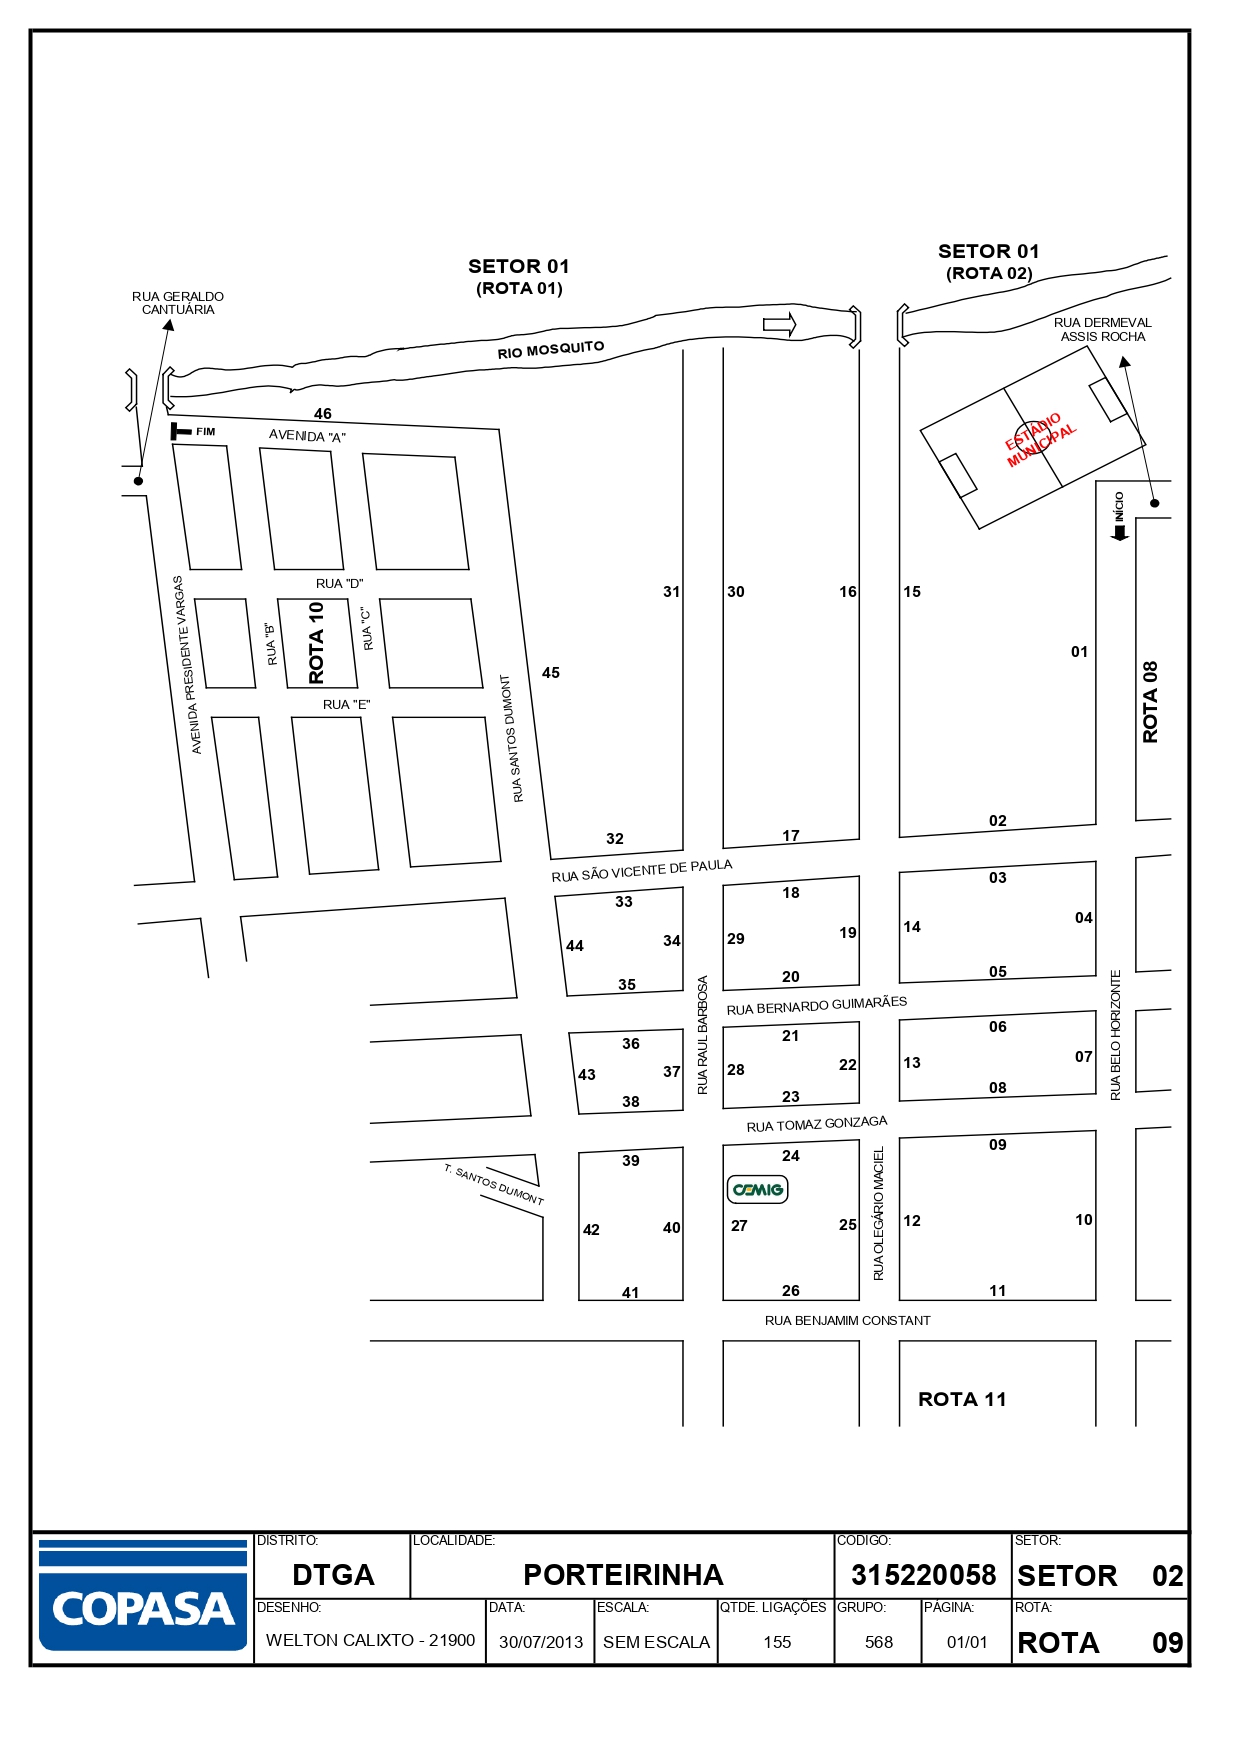 SETOR 01
(ROTA 01)
SETOR 01
(ROTA 02)
RUA GERALDO
CANTUÁRIA
RUA DERMEVAL
ASSIS ROCHA
RIO MOSQUITO
46
FIM
AVENIDA "A"
ESTÁDIO
MUNICIPAL
INÍCIO
RUA "D"
31
30
16
15
AVENIDA PRESIDENTE VARGAS
RUA "B"
ROTA 10
RUA "C"
01
45
ROTA 08
RUA "E"
RUA SANTOS DUMONT
32
17
02
RUA SÃO VICENTE DE PAULA
33
18
03
44
34
29
19
14
04
35
20
05
RUA BERNARDO GUIMARÃES
RUA RAUL BARBOSA
RUA BELO HORIZONTE
36
21
06
43
37
28
22
13
07
38
23
08
RUA TOMAZ GONZAGA
39
24
09
T. SANTOS DUMONT
CEMIG
RUA OLEGÁRIO MACIEL
42
40
27
25
12
10
41
26
11
RUA BENJAMIM CONSTANT
ROTA 11
COPASA
DISTRITO:
DTGA
LOCALIDADE:
PORTEIRINHA
CODIGO:
315220058
SETOR:
SETOR 02
DESENHO:
WELTON CALIXTO - 21900
DATA:
30/07/2013
ESCALA:
SEM ESCALA
QTDE. LIGAÇÕES
155
GRUPO:
568
PÁGINA:
01/01
ROTA:
ROTA 09